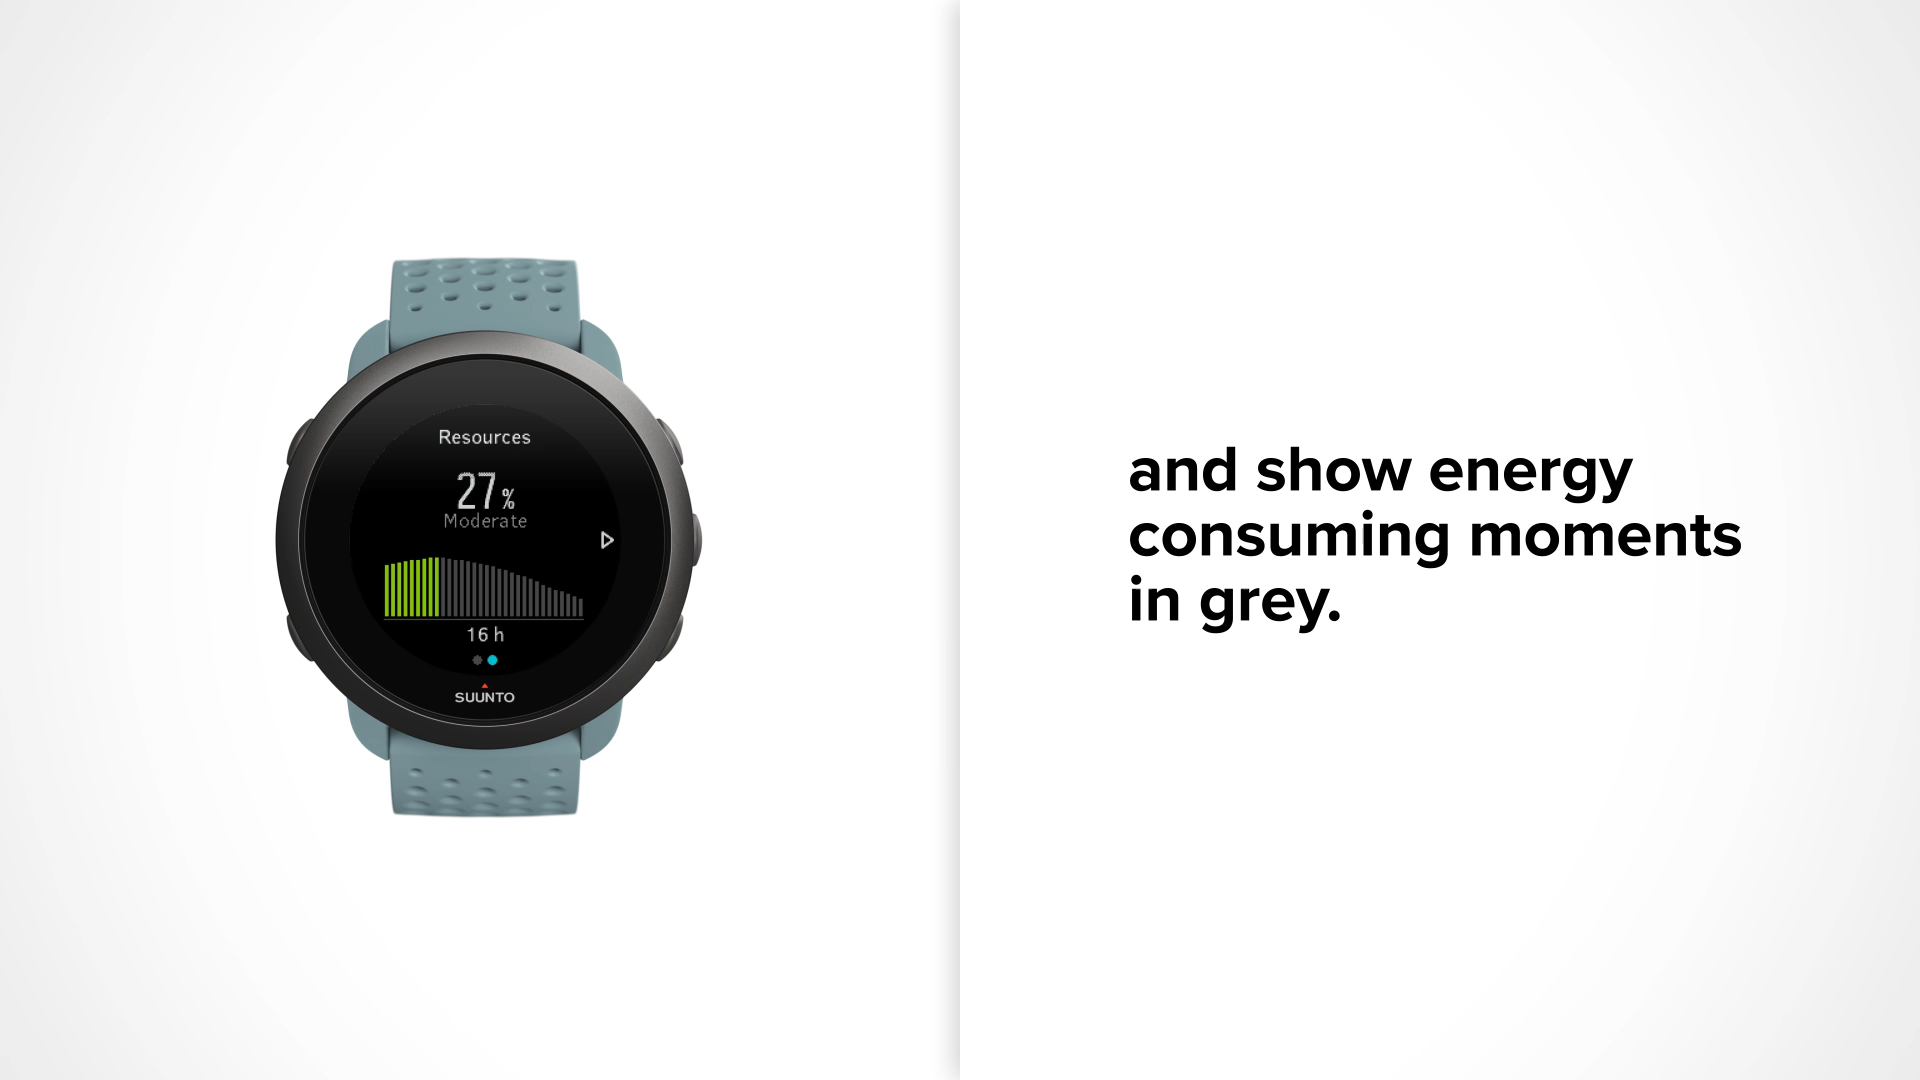 Resources
27%
Moderate
16 h
SUUNTO
and show energy
consuming moments
in grey.